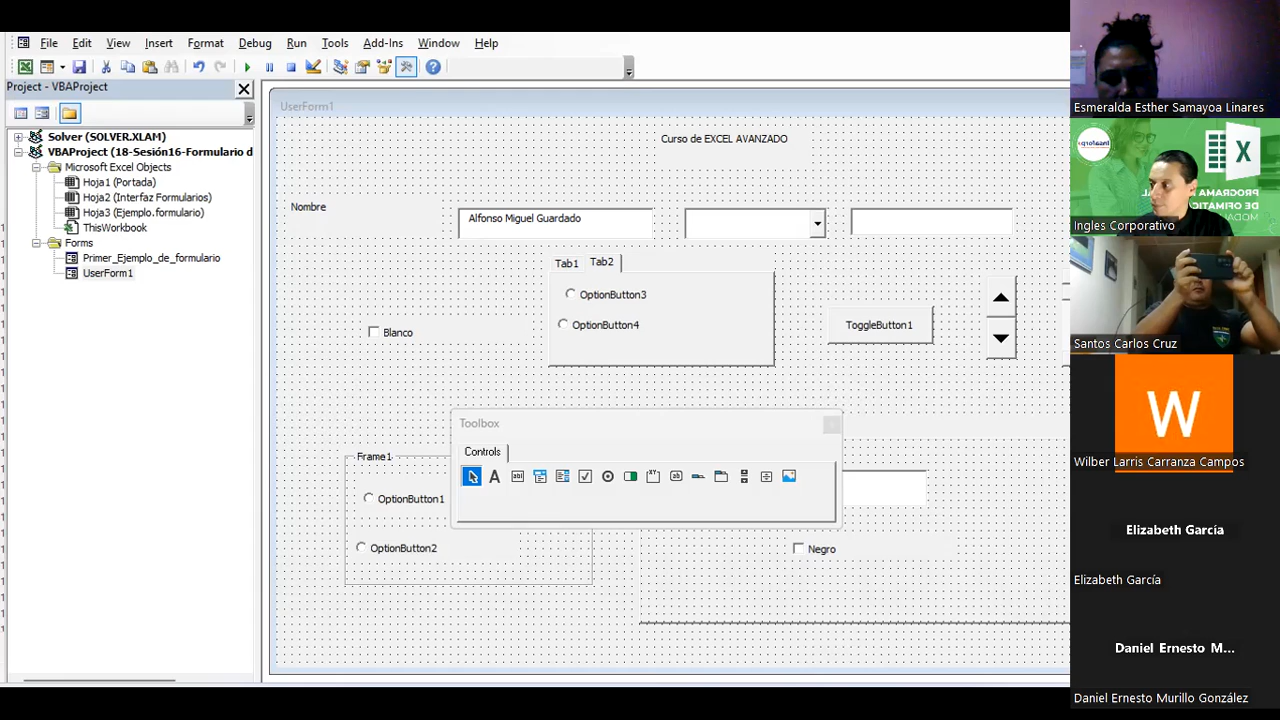 File Edit View Insert Format Debug Run Tools Add-Ins Window Help
Project - VBAProject
Solver (SOLVER.XLAM)
VBAProject (18-Sesión16-Formulario d
Microsoft Excel Objects
Hoja1 (Portada)
Hoja2 (Interfaz Formularios)
Hoja3 (Ejemplo.formulario)
ThisWorkbook
Forms
Primer_Ejemplo_de_formulario
UserForm1
UserForm1
Curso de EXCEL AVANZADO
Nombre
Alfonso Miguel Guardado
Tab1 Tab2
OptionButton3
OptionButton4
Blanco
ToggleButton1
Toolbox
Controls
Frame1
OptionButton1
OptionButton2
Negro
Esmeralda Esther Samayoa Linares
PROGRAMA
DE OFIMATIC
MODAL
Ingles Corporativo
Santos Carlos Cruz
W
Wilber Larris Carranza Campos
Elizabeth García
Elizabeth García
Daniel Ernesto M...
Daniel Ernesto Murillo González